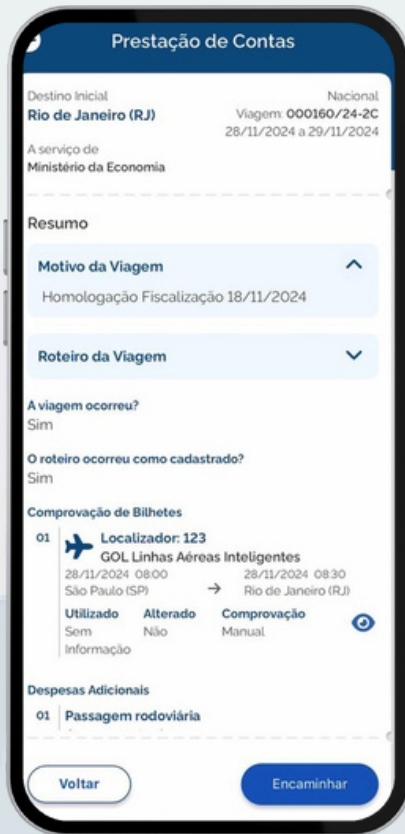 Prestação de Contas
Destino Inicial
Nacional
Rio de Janeiro (RJ)
Viagem: 000160/24-2C
28/11/2024 a 29/11/2024
A serviço de
Ministério da Economia
Resumo
Motivo da Viagem
Homologação Fiscalização 18/11/2024
Roteiro da Viagem
A viagem ocorreu?
Sim
O roteiro ocorreu como cadastrado?
Sim
Comprovação de Bilhetes
01 Localizador: 123
GOL Linhas Aéreas Inteligentes
28/11/2024 08:00 28/11/2024 08:30
São Paulo (SP) → Rio de Janeiro (RJ)
Utilizado Alterado Comprovação
Sem Não Manual
Informação
Despesas Adicionais
01 Passagem rodoviária
Voltar Encaminhar